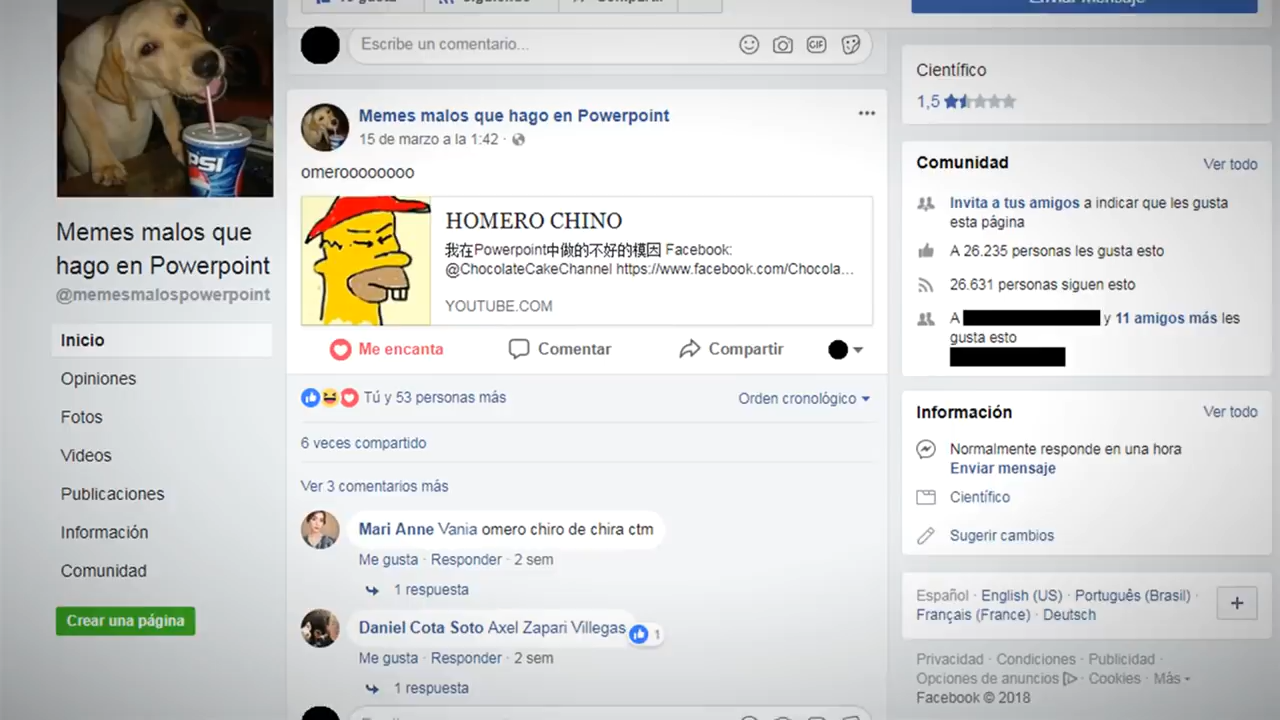 PSI
Memes malos que
hago en Powerpoint
@memesmalospowerpoint
Inicio
Opiniones
Fotos
Videos
Publicaciones
Información
Comunidad
Crear una página
Escribe un comentario...
GIF
Memes malos que hago en Powerpoint
15 de marzo a la 1:42 ·
omeroooooooo
HOMERO CHINO
我在Powerpoint中做的不好的模因 Facebook:
@ChocolateCakeChannel https://www.facebook.com/Chocola...
YOUTUBE.COM
Me encanta
Comentar
Compartir
Tú y 53 personas más
Orden cronológico
6 veces compartido
Ver 3 comentarios más
Mari Anne Vania omero chiro de chira ctm
Me gusta · Responder · 2 sem
1 respuesta
Daniel Cota Soto Axel Zapari Villegas
1
Me gusta · Responder · 2 sem
1 respuesta
Enviar mensaje
Científico
1,5
Comunidad
Ver todo
Invita a tus amigos a indicar que les gusta
esta página
A 26.235 personas les gusta esto
26.631 personas siguen esto
A
y 11 amigos más les
gusta esto
Información
Ver todo
Normalmente responde en una hora
Enviar mensaje
Científico
Sugerir cambios
Español · English (US) · Português (Brasil) ·
Français (France) · Deutsch
+
Privacidad · Condiciones · Publicidad ·
Opciones de anuncios · Cookies · Más
Facebook © 2018